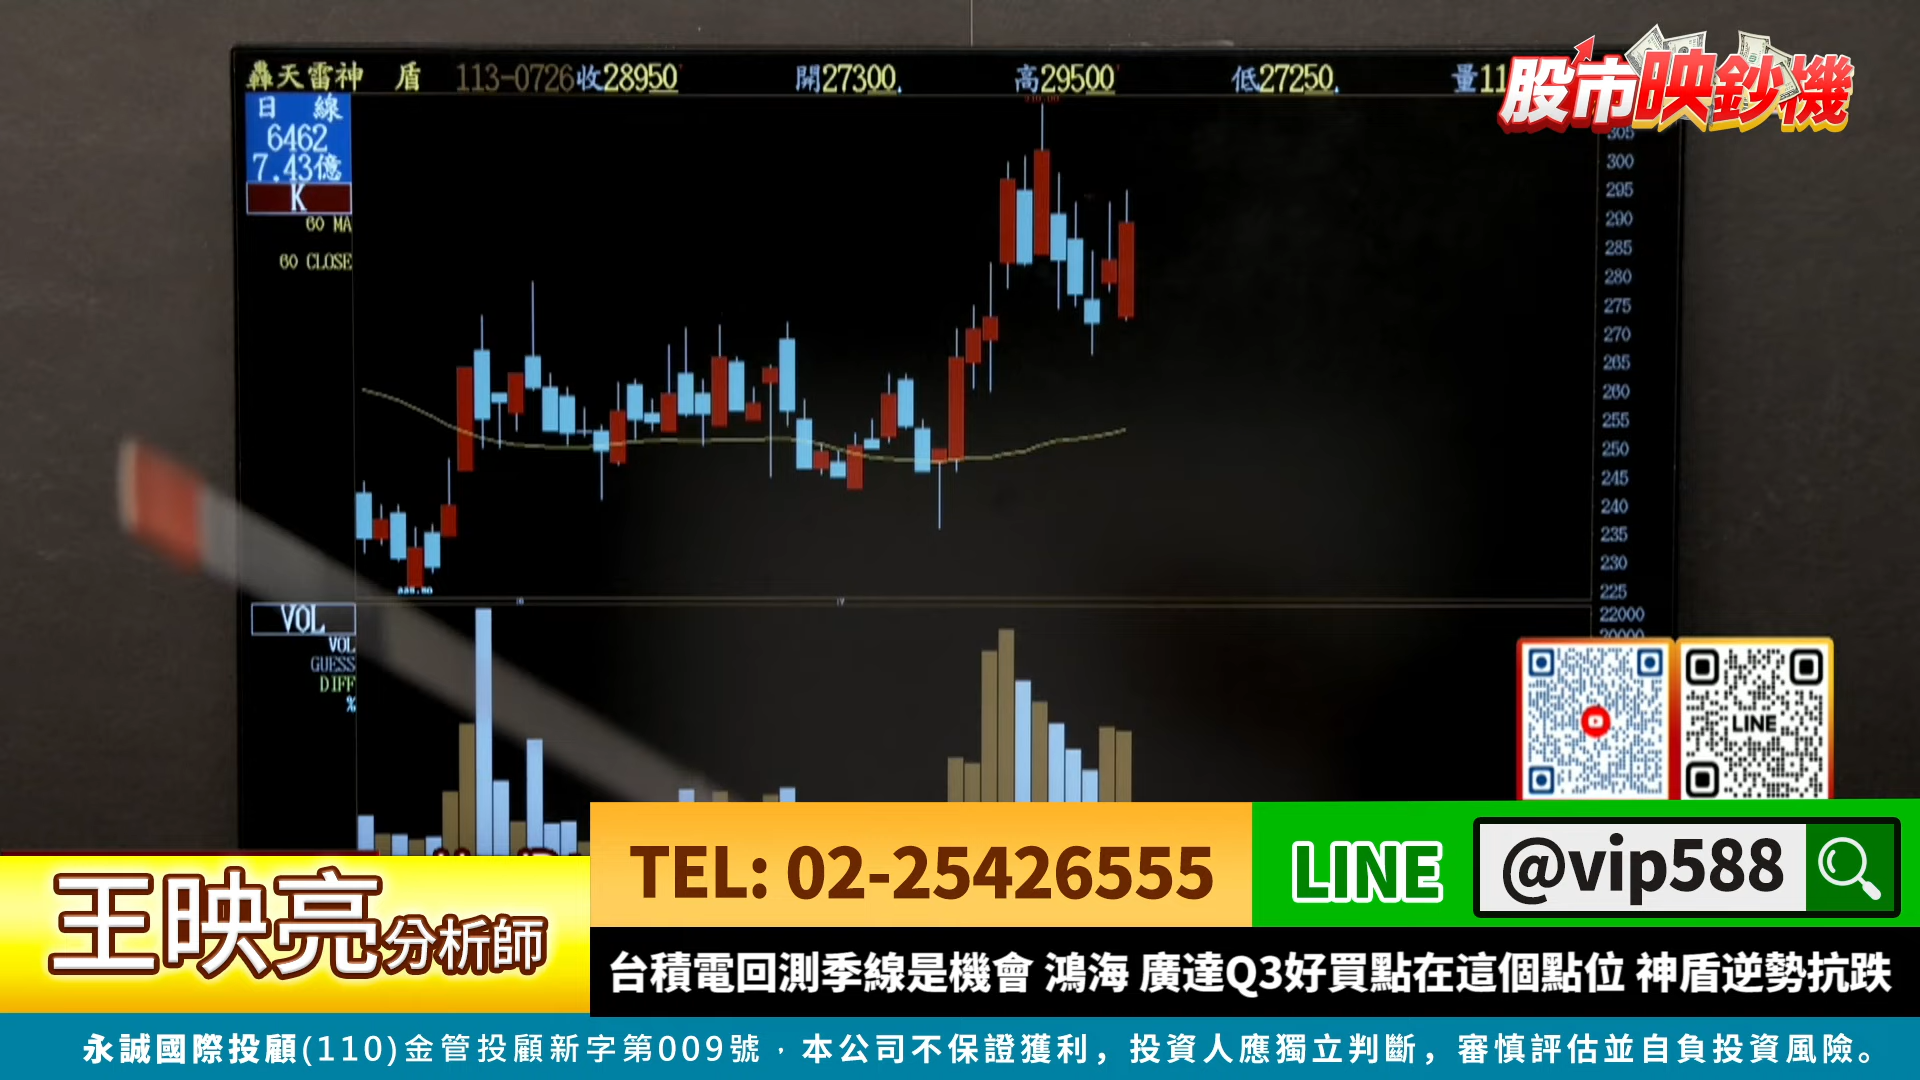 轟天雷神 盾 113-0726收28950 開27300 高29500 低27250 量11
股市映鈔機
日 線
6462
7.43億
K
60 MA
60 CLOSE
305
300
295
290
285
280
275
270
265
260
255
250
245
240
235
230
225
VOL
VOL
GUESS
DIFF
%
22000
20000
LINE
王映亮分析師
TEL: 02-25426555
LINE @vip588
台積電回測季線是機會 鴻海 廣達Q3好買點在這個點位 神盾逆勢抗跌
永誠國際投顧(110)金管投顧新字第009號，本公司不保證獲利，投資人應獨立判斷，審慎評估並自負投資風險。